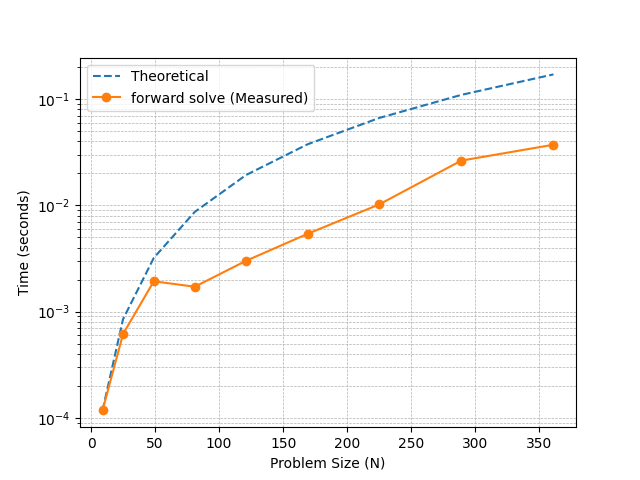 Theoretical
forward solve (Measured)
10⁻¹
10⁻²
10⁻³
10⁻⁴
Time (seconds)
0 50 100 150 200 250 300 350
Problem Size (N)